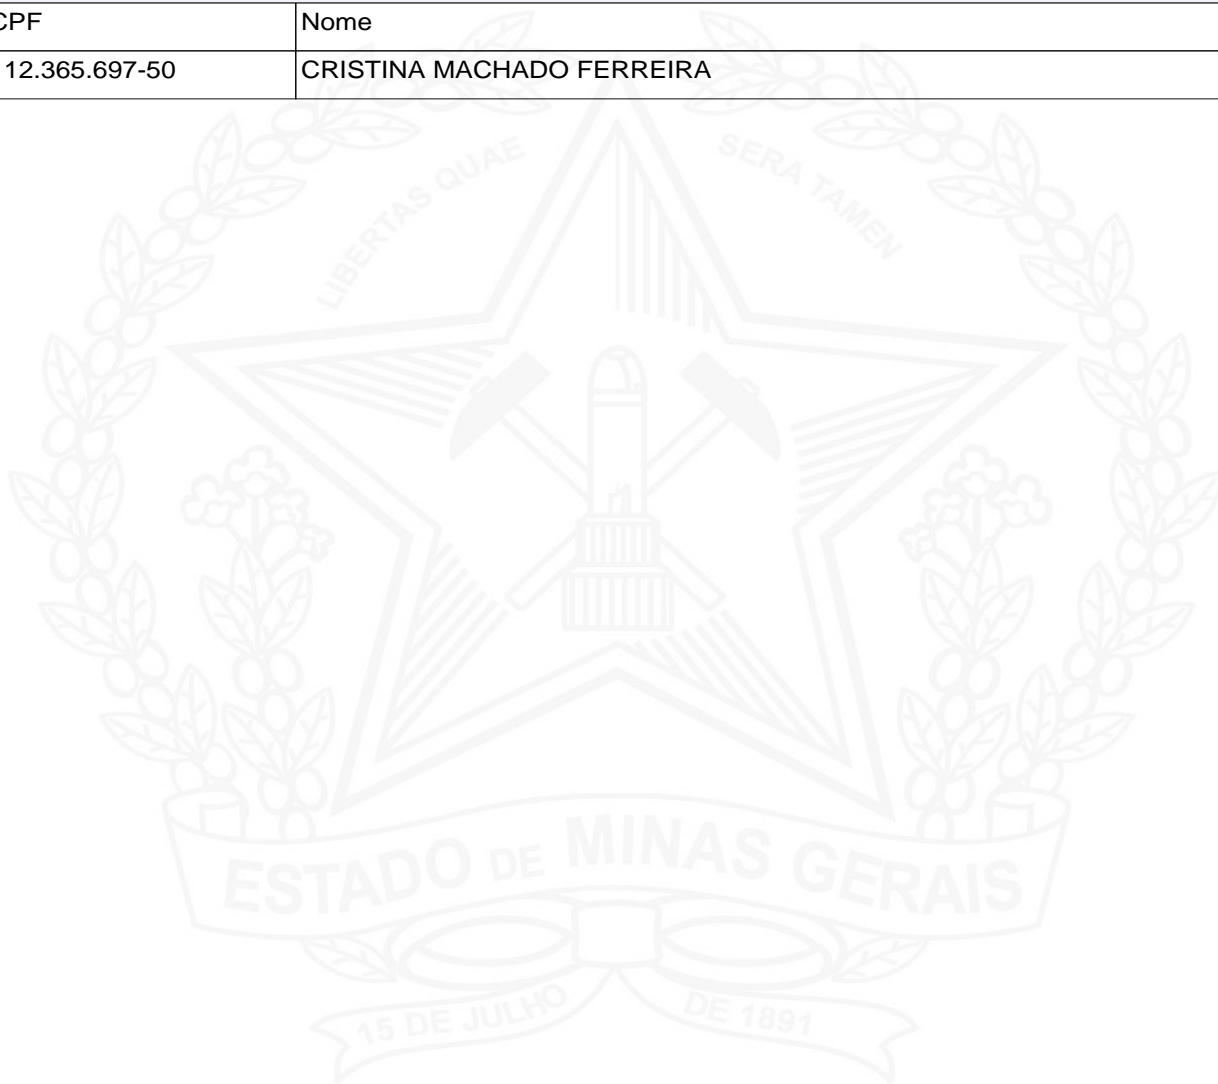 CPF Nome
12.365.697-50 CRISTINA MACHADO FERREIRA
LIBERTAS QUAE SERA TAMEN
ESTADO DE MINAS GERAIS
15 DE JULHO DE 1891